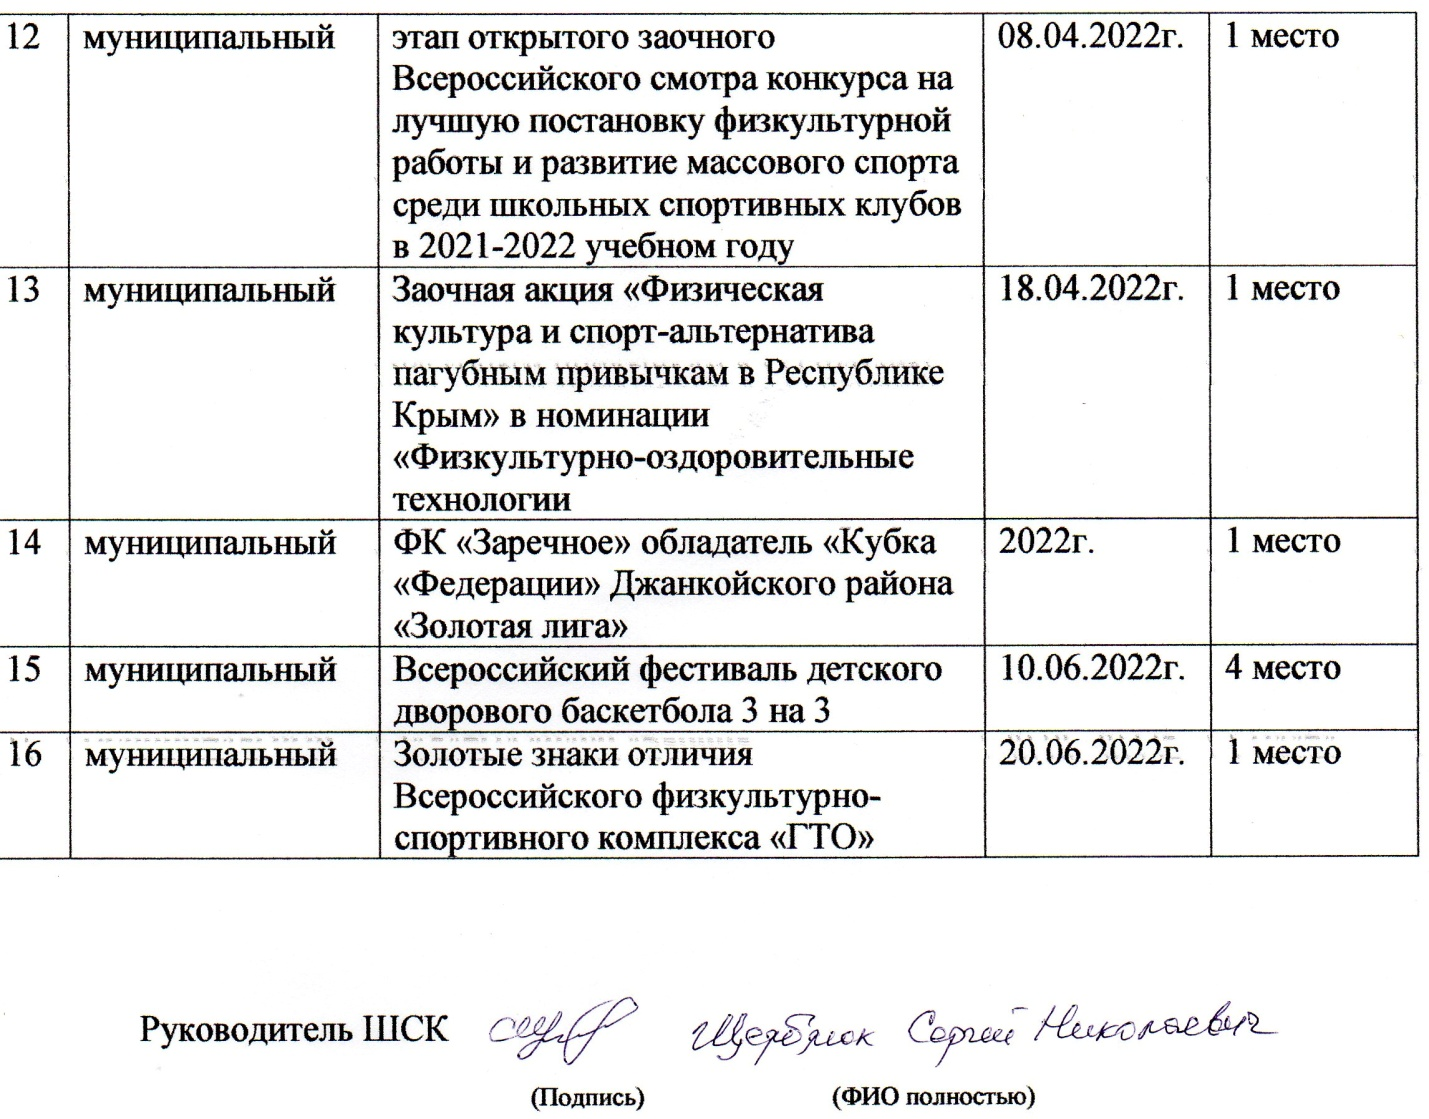 12 муниципальный этап открытого заочного 08.04.2022г. 1 место
Всероссийского смотра конкурса на
лучшую постановку физкультурной
работы и развитие массового спорта
среди школьных спортивных клубов
в 2021-2022 учебном году
13 муниципальный Заочная акция «Физическая 18.04.2022г. 1 место
культура и спорт-альтернатива
пагубным привычкам в Республике
Крым» в номинации
«Физкультурно-оздоровительные
технологии
14 муниципальный ФК «Заречное» обладатель «Кубка 2022г. 1 место
«Федерации» Джанкойского района
«Золотая лига»
15 муниципальный Всероссийский фестиваль детского 10.06.2022г. 4 место
дворового баскетбола 3 на 3
16 муниципальный Золотые знаки отличия 20.06.2022г. 1 место
Всероссийского физкультурно-
спортивного комплекса «ГТО»
Руководитель ШСК Щербрюк Сергей Николаевич
(Подпись) (ФИО полностью)